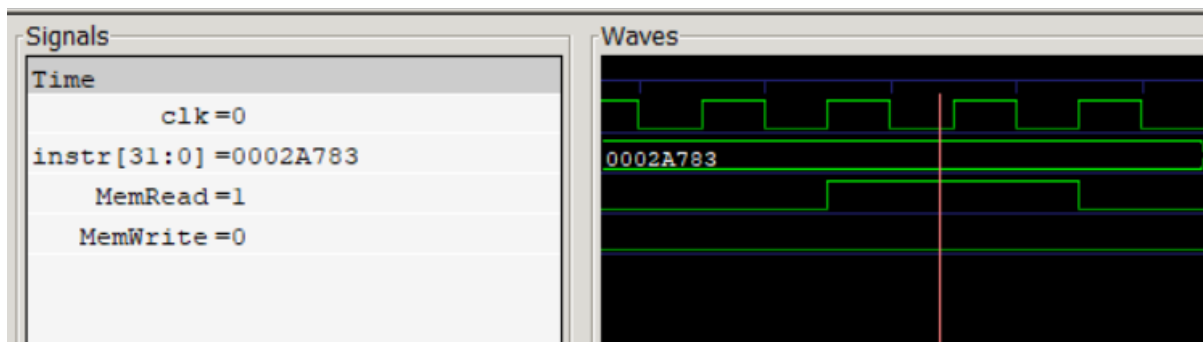 Signals
Time
clk=0
instr[31:0]=0002A783
MemRead=1
MemWrite=0
Waves
0002A783